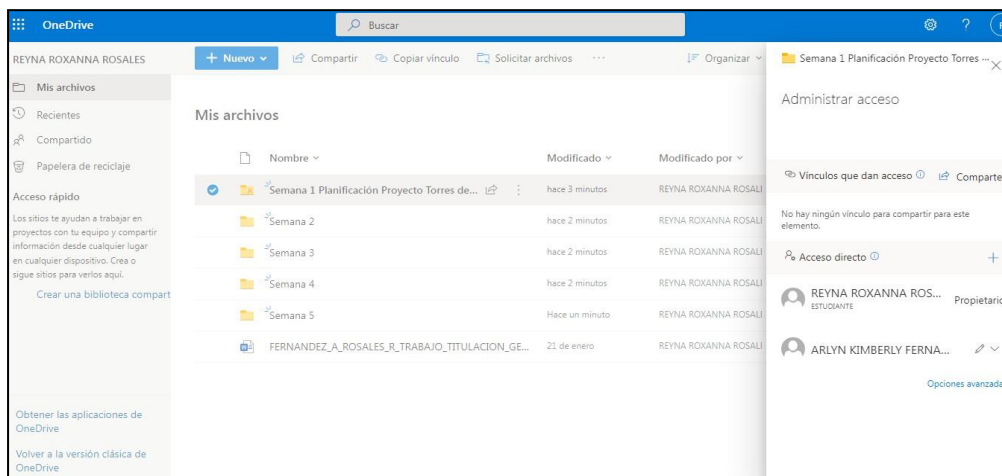 OneDrive
Buscar
?
REYNA ROXANNA ROSALES
Mis archivos
Recientes
Compartido
Papelera de reciclaje
Acceso rápido
Los sitios te ayudan a trabajar en
proyectos con tu equipo y compartir
información desde cualquier lugar
en cualquier dispositivo. Crea o
sigue sitios para verlos aquí.
Crear una biblioteca compart
Obtener las aplicaciones de
OneDrive
Volver a la versión clásica de
OneDrive
+ Nuevo
Compartir
Copiar vínculo
Solicitar archivos
...
Organizar
Mis archivos
Nombre Modificado Modificado por
Semana 1 Planificación Proyecto Torres de... hace 3 minutos REYNA ROXANNA ROSALI
Semana 2 hace 2 minutos REYNA ROXANNA ROSALI
Semana 3 hace 2 minutos REYNA ROXANNA ROSALI
Semana 4 hace 2 minutos REYNA ROXANNA ROSALI
Semana 5 Hace un minuto REYNA ROXANNA ROSALI
FERNANDEZ_A_ROSALES_R_TRABAJO_TITULACION_GE... 21 de enero REYNA ROXANNA ROSALI
Semana 1 Planificación Proyecto Torres ...
Administrar acceso
Vínculos que dan acceso Comparte
No hay ningún vínculo para compartir para este
elemento.
Acceso directo +
REYNA ROXANNA ROS... Propietario
ESTUDIANTE
ARLYN KIMBERLY FERNA...
Opciones avanzada